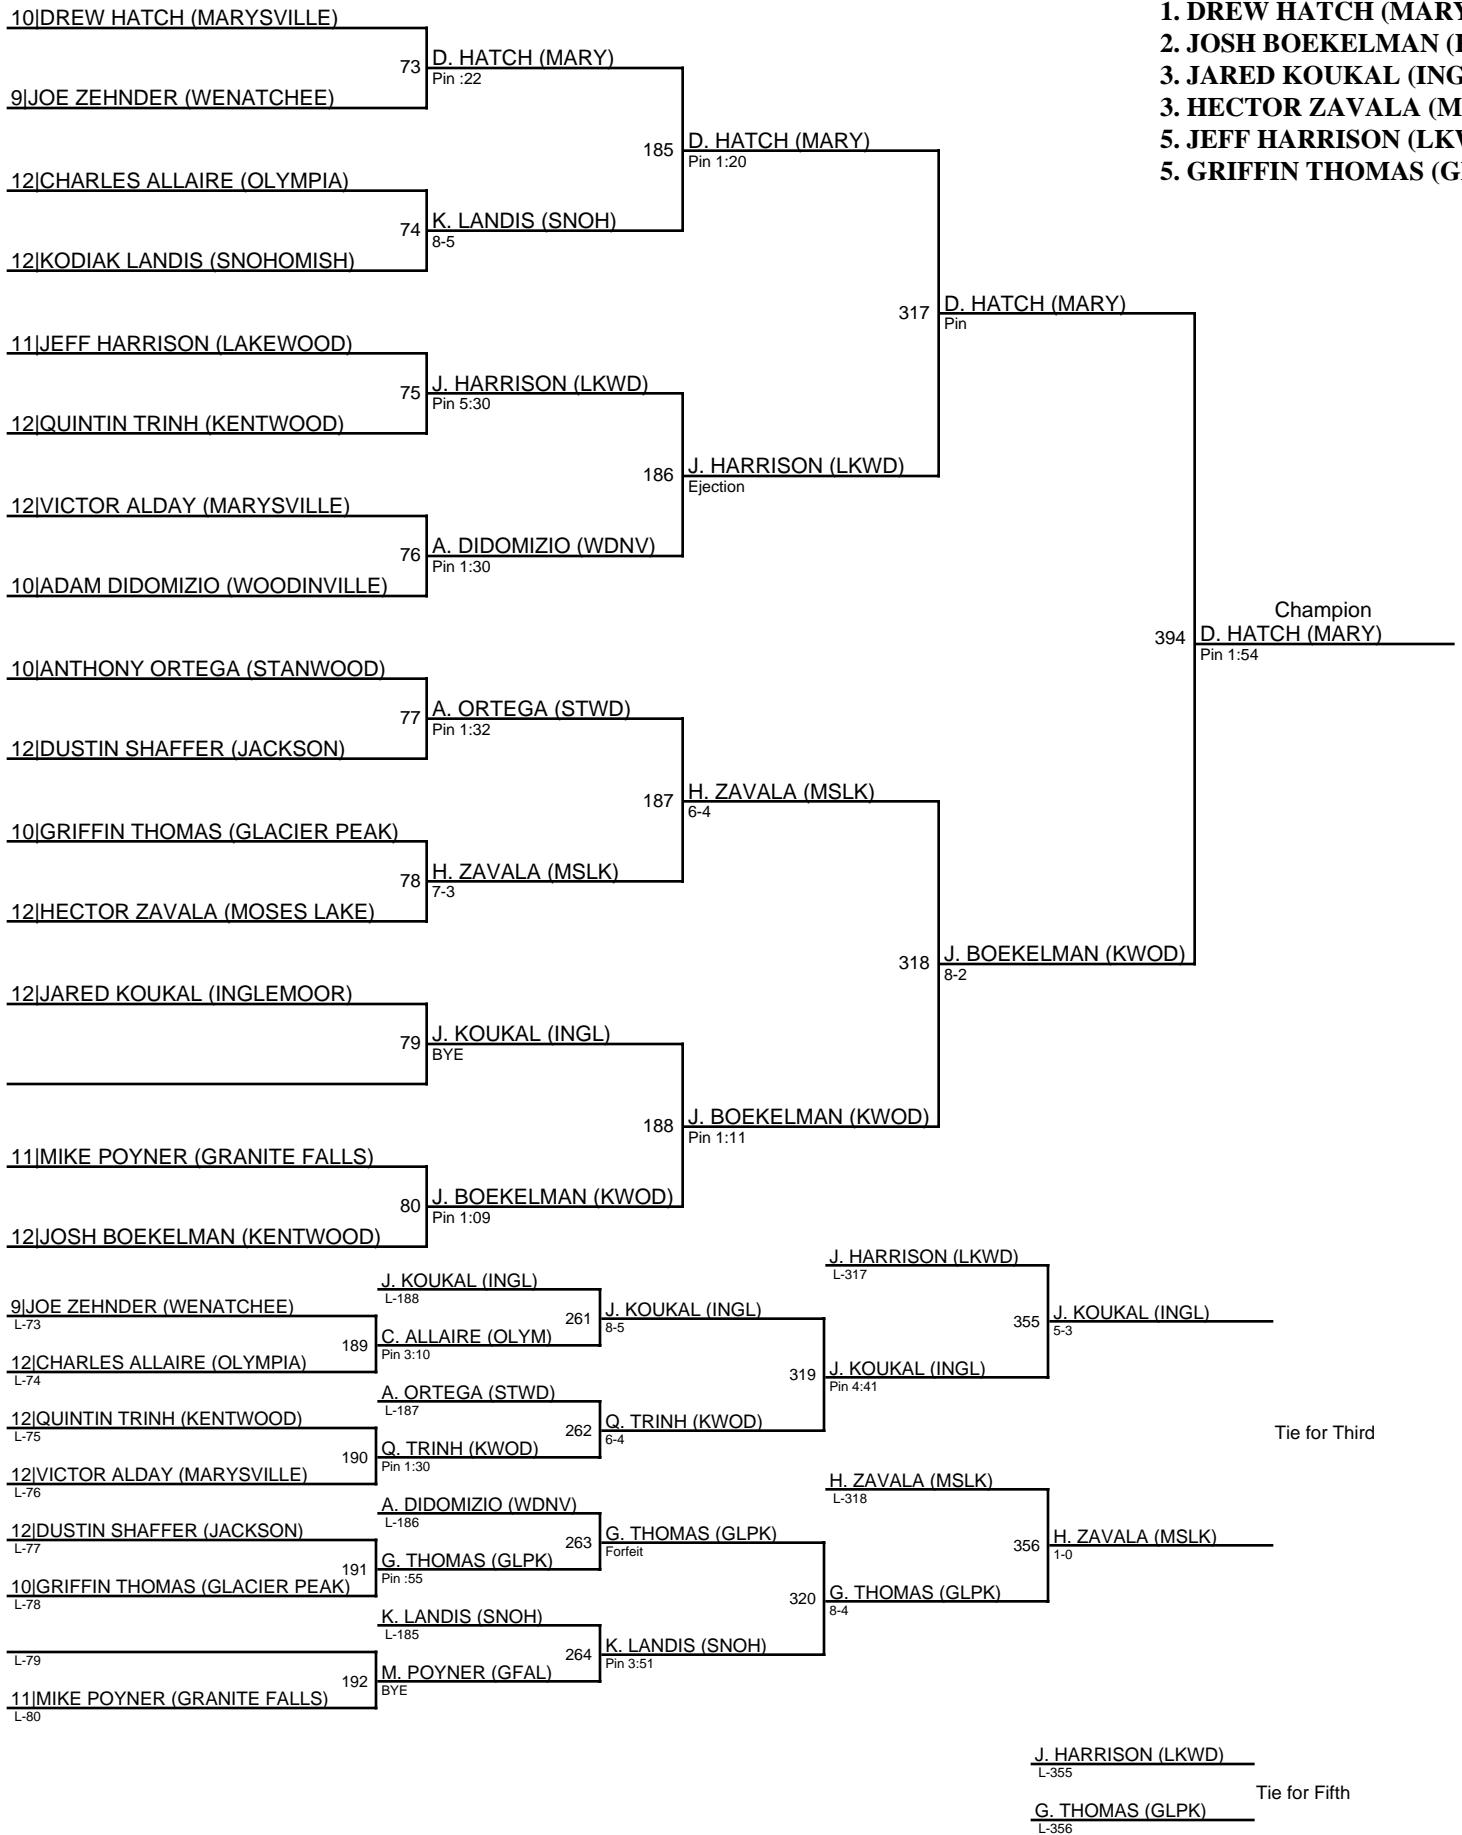 1. DREW HATCH (MARY
2. JOSH BOEKELMAN (
3. JARED KOUKAL (ING
3. HECTOR ZAVALA (M
5. JEFF HARRISON (LKW
5. GRIFFIN THOMAS (G
10|DREW HATCH (MARYSVILLE)
73 D. HATCH (MARY)
Pin :22
9|JOE ZEHNDER (WENATCHEE)
185 D. HATCH (MARY)
Pin 1:20
12|CHARLES ALLAIRE (OLYMPIA)
74 K. LANDIS (SNOH)
8-5
12|KODIAK LANDIS (SNOHOMISH)
317 D. HATCH (MARY)
Pin
11|JEFF HARRISON (LAKEWOOD)
75 J. HARRISON (LKWD)
Pin 5:30
12|QUINTIN TRINH (KENTWOOD)
186 J. HARRISON (LKWD)
Ejection
12|VICTOR ALDAY (MARYSVILLE)
76 A. DIDOMIZIO (WDNV)
Pin 1:30
10|ADAM DIDOMIZIO (WOODINVILLE)
Champion
394 D. HATCH (MARY)
Pin 1:54
10|ANTHONY ORTEGA (STANWOOD)
77 A. ORTEGA (STWD)
Pin 1:32
12|DUSTIN SHAFFER (JACKSON)
187 H. ZAVALA (MSLK)
6-4
10|GRIFFIN THOMAS (GLACIER PEAK)
78 H. ZAVALA (MSLK)
7-3
12|HECTOR ZAVALA (MOSES LAKE)
318 J. BOEKELMAN (KWOD)
8-2
12|JARED KOUKAL (INGLEMOOR)
79 J. KOUKAL (INGL)
BYE
188 J. BOEKELMAN (KWOD)
Pin 1:11
11|MIKE POYNER (GRANITE FALLS)
80 J. BOEKELMAN (KWOD)
Pin 1:09
12|JOSH BOEKELMAN (KENTWOOD)
J. HARRISON (LKWD)
L-317
J. KOUKAL (INGL)
L-188
9|JOE ZEHNDER (WENATCHEE)
L-73
261 J. KOUKAL (INGL)
8-5
355 J. KOUKAL (INGL)
5-3
189 C. ALLAIRE (OLYM)
Pin 3:10
12|CHARLES ALLAIRE (OLYMPIA)
L-74
319 J. KOUKAL (INGL)
Pin 4:41
A. ORTEGA (STWD)
L-187
12|QUINTIN TRINH (KENTWOOD)
L-75
262 Q. TRINH (KWOD)
6-4
Tie for Third
190 Q. TRINH (KWOD)
Pin 1:30
12|VICTOR ALDAY (MARYSVILLE)
L-76
H. ZAVALA (MSLK)
L-318
A. DIDOMIZIO (WDNV)
L-186
12|DUSTIN SHAFFER (JACKSON)
L-77
263 G. THOMAS (GLPK)
Forfeit
356 H. ZAVALA (MSLK)
1-0
191 G. THOMAS (GLPK)
Pin :55
10|GRIFFIN THOMAS (GLACIER PEAK)
L-78
320 G. THOMAS (GLPK)
8-4
K. LANDIS (SNOH)
L-185
264 K. LANDIS (SNOH)
Pin 3:51
L-79
192 M. POYNER (GFAL)
BYE
11|MIKE POYNER (GRANITE FALLS)
L-80
J. HARRISON (LKWD)
L-355
Tie for Fifth
G. THOMAS (GLPK)
L-356